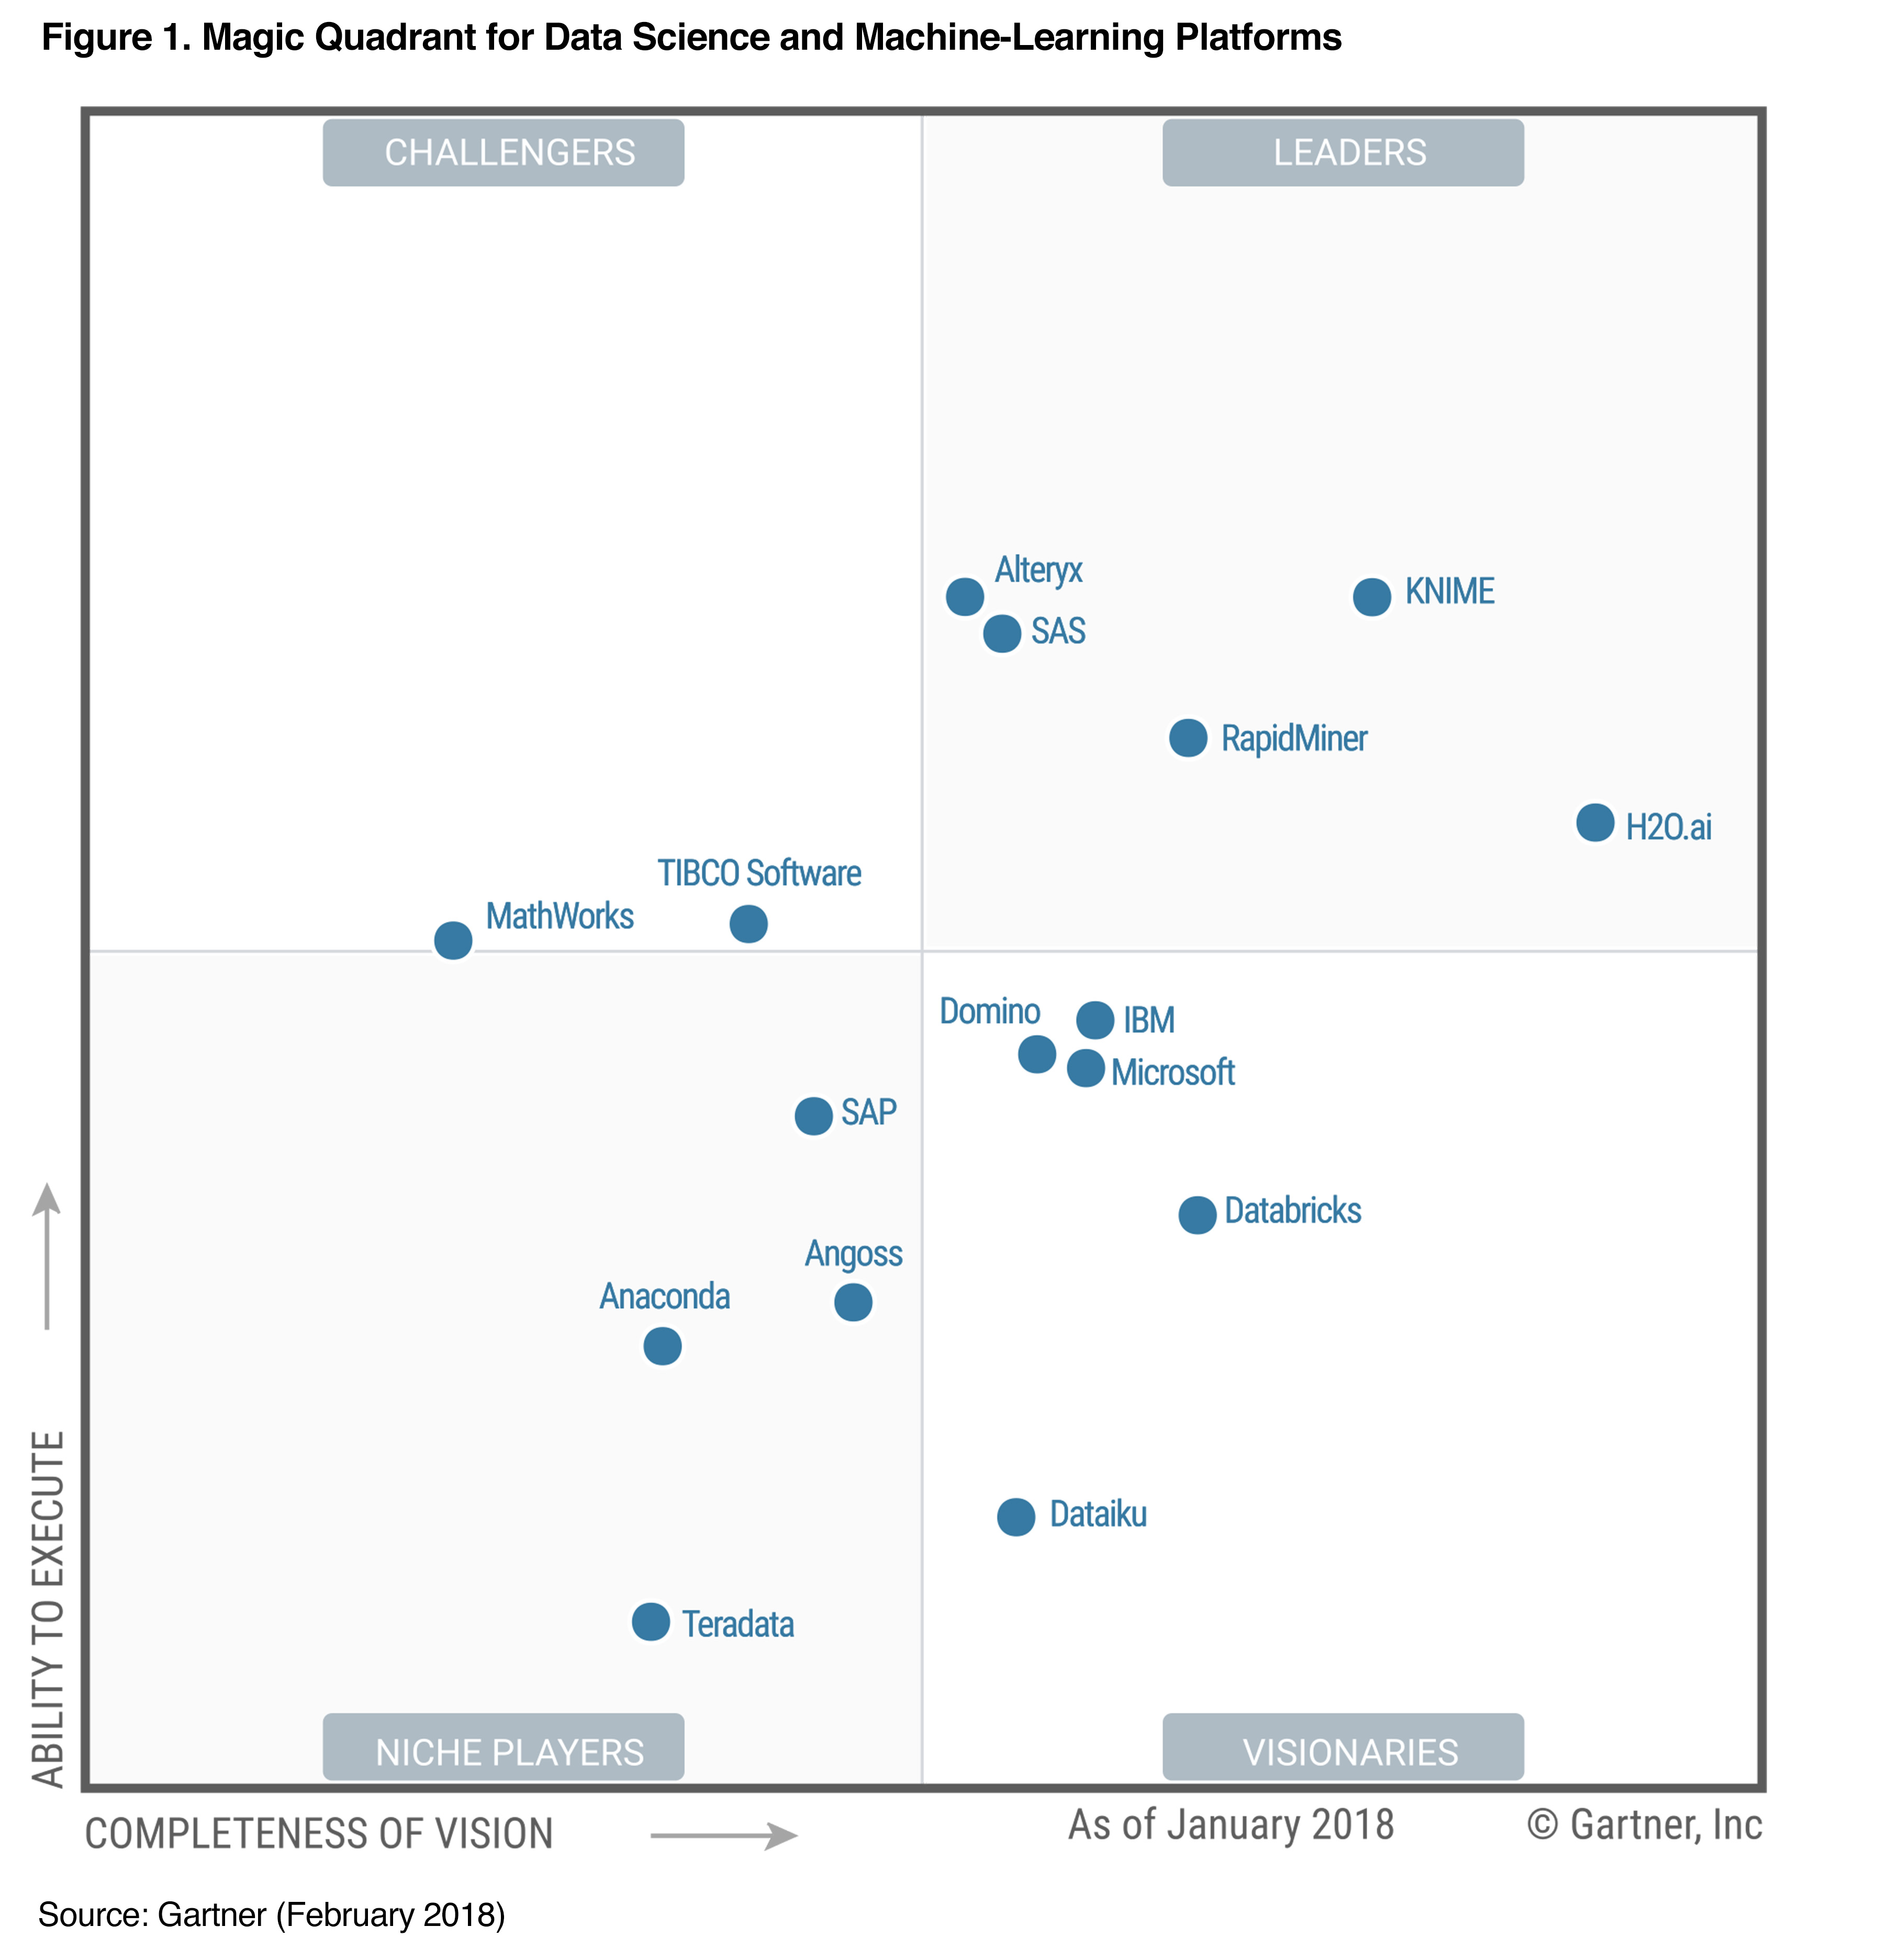 Figure 1. Magic Quadrant for Data Science and Machine-Learning Platforms
CHALLENGERS
LEADERS
Alteryx
KNIME
SAS
RapidMiner
H2O.ai
TIBCO Software
MathWorks
Domino
IBM
Microsoft
SAP
Databricks
Angoss
Anaconda
Dataiku
Teradata
NICHE PLAYERS
VISIONARIES
ABILITY TO EXECUTE
COMPLETENESS OF VISION
As of January 2018
© Gartner, Inc
Source: Gartner (February 2018)